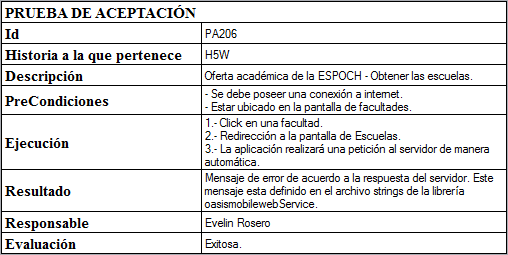 PRUEBA DE ACEPTACIÓN
Id PA206
Historia a la que pertenece H5W
Descripción Oferta académica de la ESPOCH - Obtener las escuelas.
PreCondiciones - Se debe poseer una conexión a internet.
- Estar ubicado en la pantalla de facultades.
Ejecución 1.- Click en una facultad.
2.- Redirección a la pantalla de Escuelas.
3.- La aplicación realizará una petición al servidor de manera
automática.
Resultado Mensaje de error de acuerdo a la respuesta del servidor. Este
mensaje esta definido en el archivo strings de la librería
oasismobilewebService.
Responsable Evelin Rosero
Evaluación Exitosa.